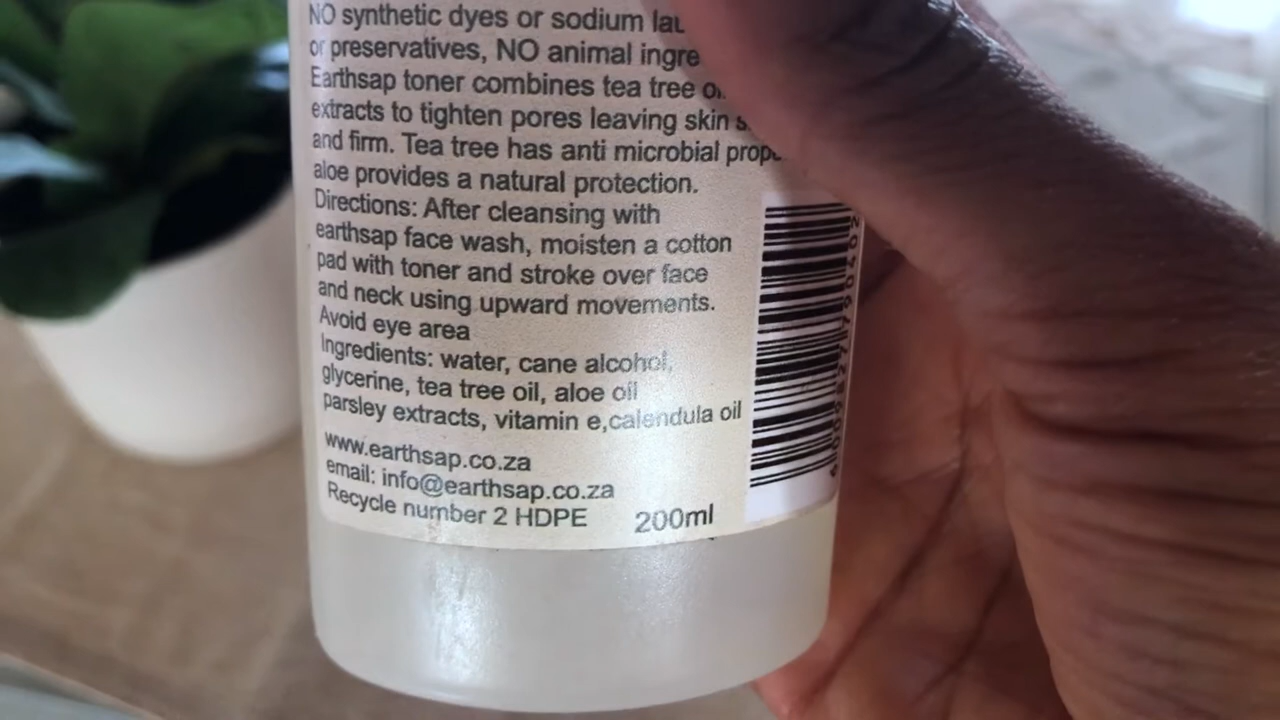 NO synthetic dyes or sodium
or preservatives, NO animal
Earthsap toner combines tea tree
extracts to tighten pores leaving skin
and firm. Tea tree has anti microbial
aloe provides a natural protection.
Directions: After cleansing with
earthsap face wash, moisten a cotton
pad with toner and stroke over face
and neck using upward movements.
Avoid eye area
Ingredients: water, cane alcohol,
glycerine, tea tree oil, aloe oil
parsley extracts, vitamin e,calendula oil
www.earthsap.co.za
email: info@earthsap.co.za
Recycle number 2 HDPE 200ml